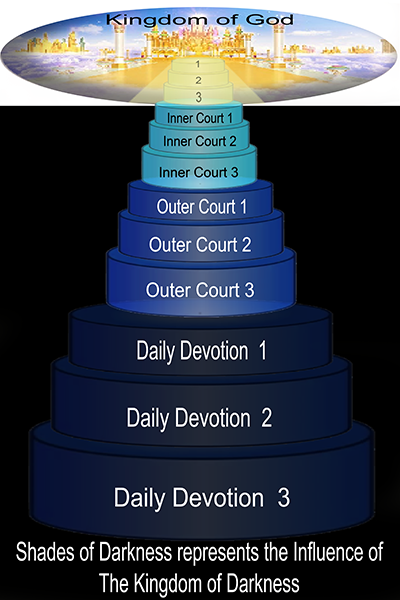 Kingdom of God
1
2
3
Inner Court 1
Inner Court 2
Inner Court 3
Outer Court 1
Outer Court 2
Outer Court 3
Daily Devotion 1
Daily Devotion 2
Daily Devotion 3
Shades of Darkness represents the Influence of
The Kingdom of Darkness